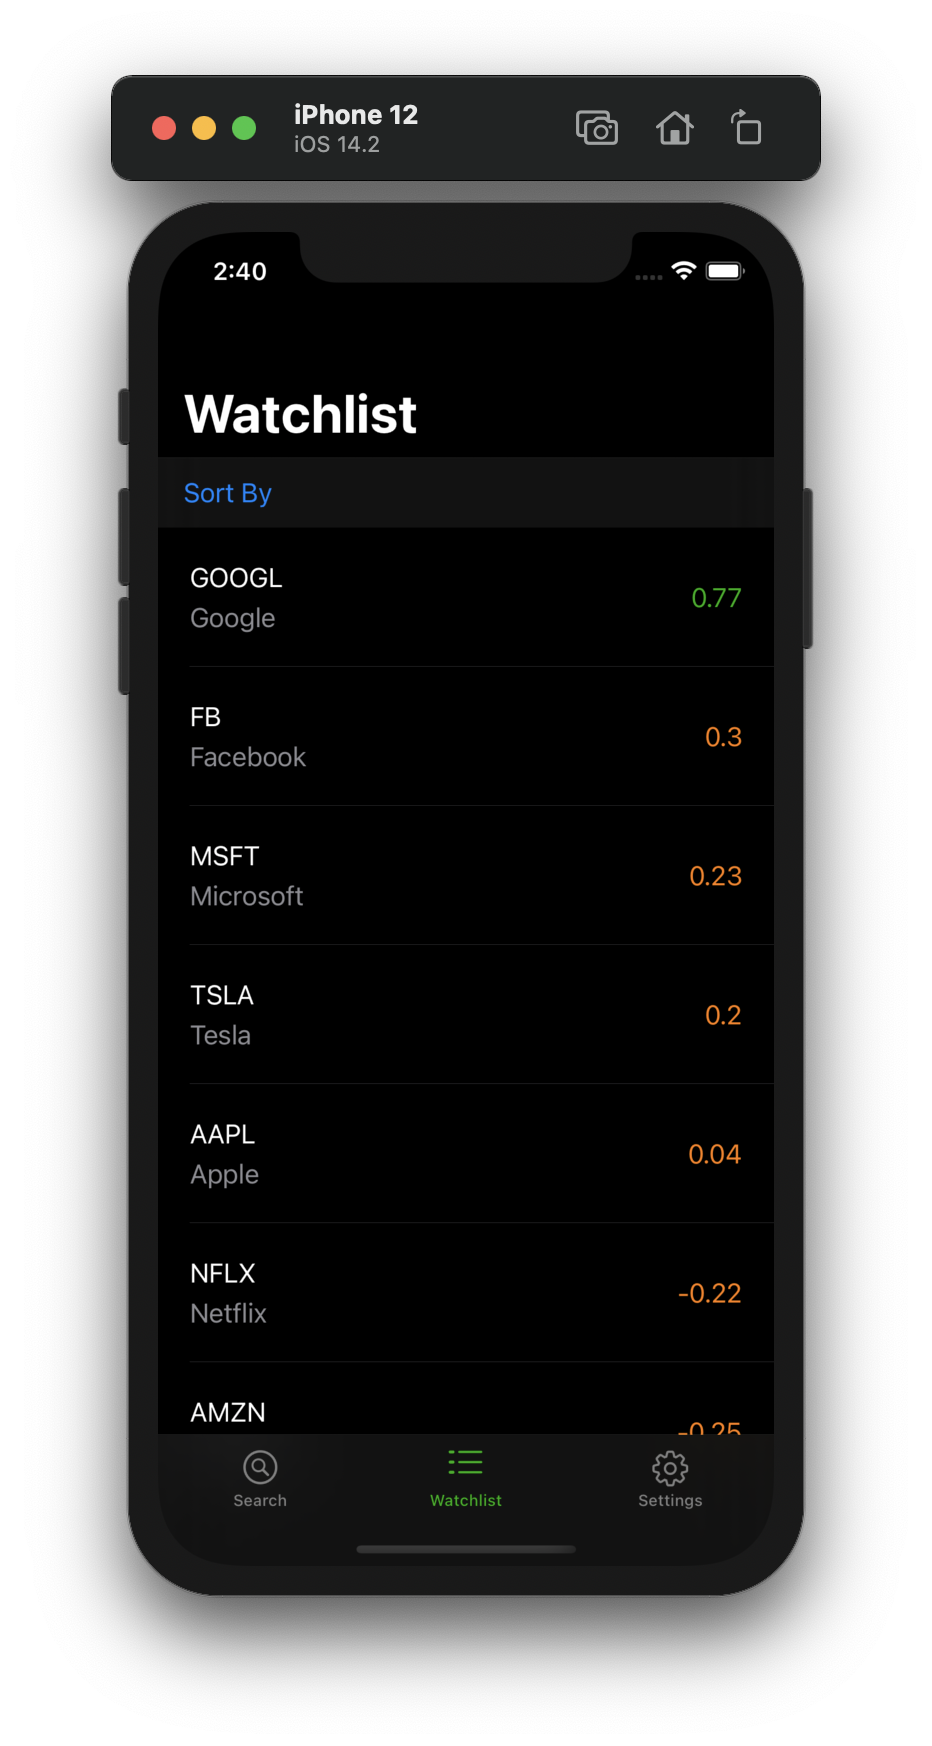 iPhone 12
iOS 14.2
2:40
Watchlist
Sort By
GOOGL
Google
0.77
FB
Facebook
0.3
MSFT
Microsoft
0.23
TSLA
Tesla
0.2
AAPL
Apple
0.04
NFLX
Netflix
-0.22
AMZN
-0.25
Search
Watchlist
Settings